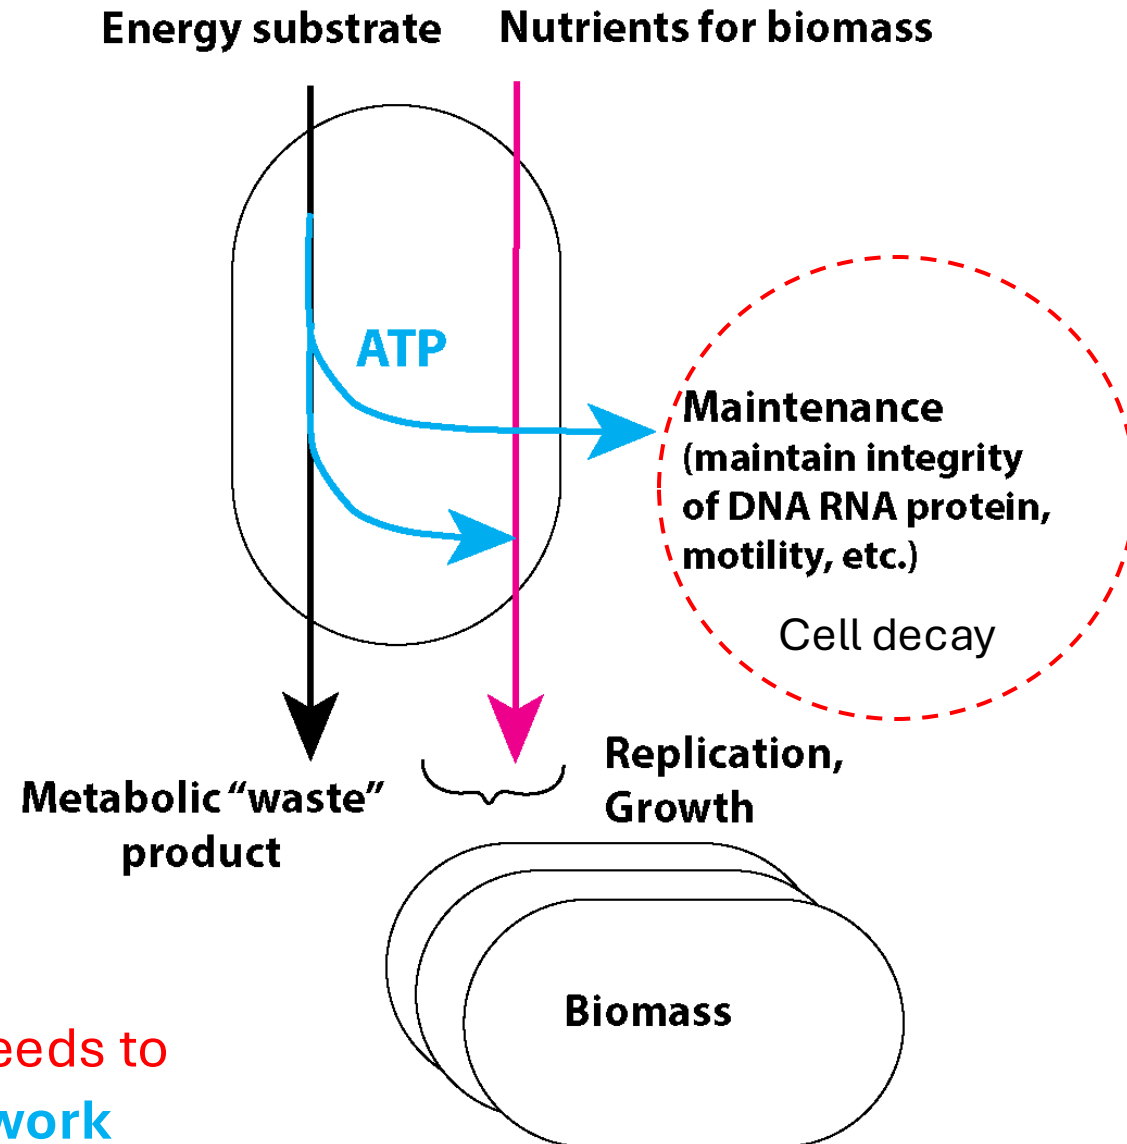 Energy substrate
Nutrients for biomass
ATP
Maintenance
(maintain integrity
of DNA RNA protein,
motility, etc.)
Cell decay
Replication,
Growth
Metabolic “waste”
product
Biomass
eeds to
work